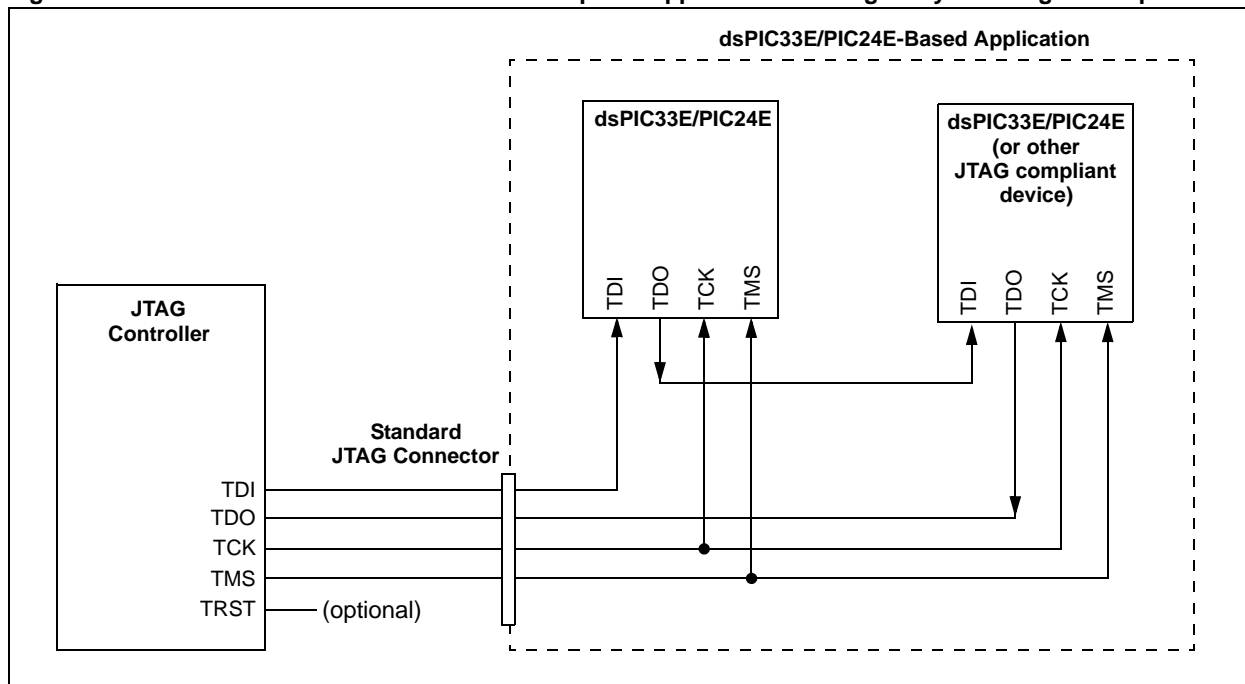 dsPIC33E/PIC24E-Based Application
dsPIC33E/PIC24E
TDI
TDO
TCK
TMS
dsPIC33E/PIC24E
(or other
JTAG compliant
device)
TDI
TDO
TCK
TMS
JTAG
Controller
Standard
JTAG Connector
TDI
TDO
TCK
TMS
TRST
(optional)